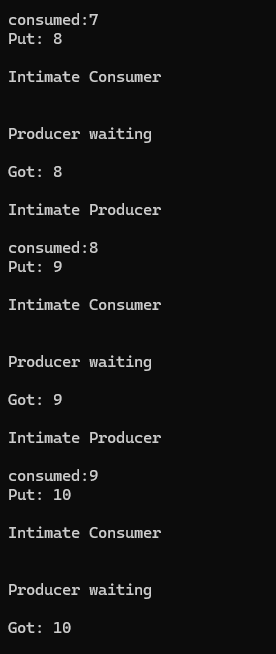 consumed:7
Put: 8
Intimate Consumer
Producer waiting
Got: 8
Intimate Producer
consumed:8
Put: 9
Intimate Consumer
Producer waiting
Got: 9
Intimate Producer
consumed:9
Put: 10
Intimate Consumer
Producer waiting
Got: 10